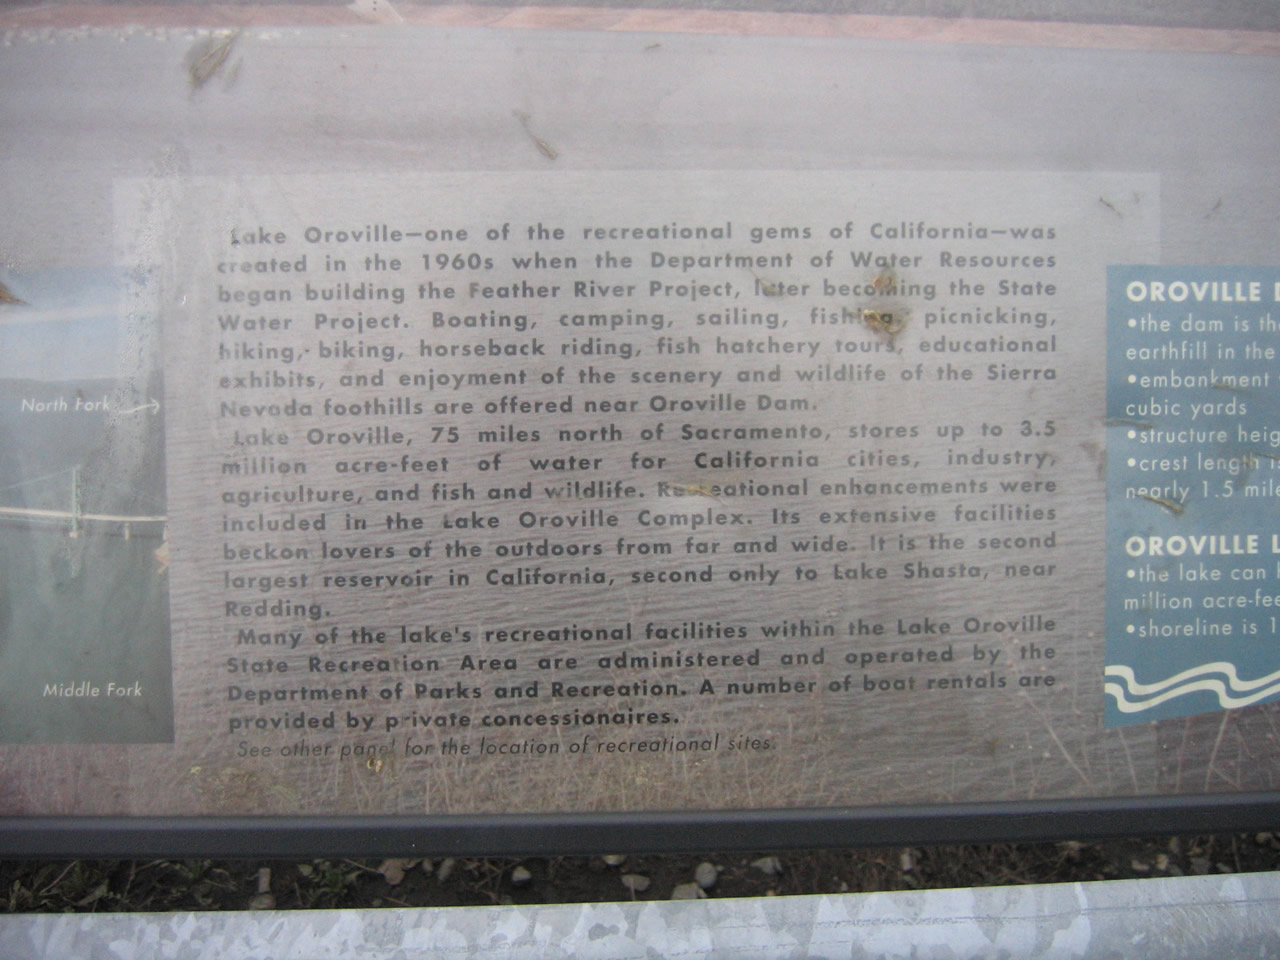 Lake Oroville—one of the recreational gems of California—was
created in the 1960s when the Department of Water Resources
began building the Feather River Project, later becoming the State
Water Project. Boating, camping, sailing, fishing, picnicking,
hiking, biking, horseback riding, fish hatchery tours, educational
exhibits, and enjoyment of the scenery and wildlife of the Sierra
Nevada foothills are offered near Oroville Dam.
Lake Oroville, 75 miles north of Sacramento, stores up to 3.5
million acre-feet of water for California cities, industry,
agriculture, and fish and wildlife. Recreational enhancements were
included in the Lake Oroville Complex. Its extensive facilities
beckon lovers of the outdoors from far and wide. It is the second
largest reservoir in California, second only to Lake Shasta, near
Redding.
Many of the lake's recreational facilities within the Lake Oroville
State Recreation Area are administered and operated by the
Department of Parks and Recreation. A number of boat rentals are
provided by private concessionaires.
See other panel for the location of recreational sites.
North Fork
Middle Fork
OROVILLE
•the dam is th
earthfill in the
•embankment
cubic yards
•structure heig
•crest length i
nearly 1.5 mile
OROVILLE L
•the lake can
million acre-fee
•shoreline is 1